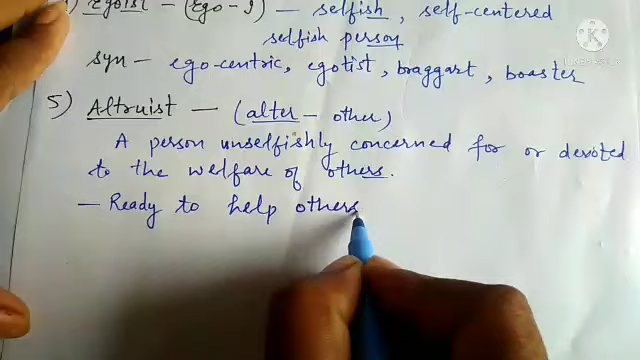 Egoist – (Ego – I) – selfish, self-centered
selfish person
syn – ego-centric, egotist, braggart, boaster
5) Altruist – (alter – other)
A person unselfishly concerned for or devoted
to the welfare of others.
– Ready to help others